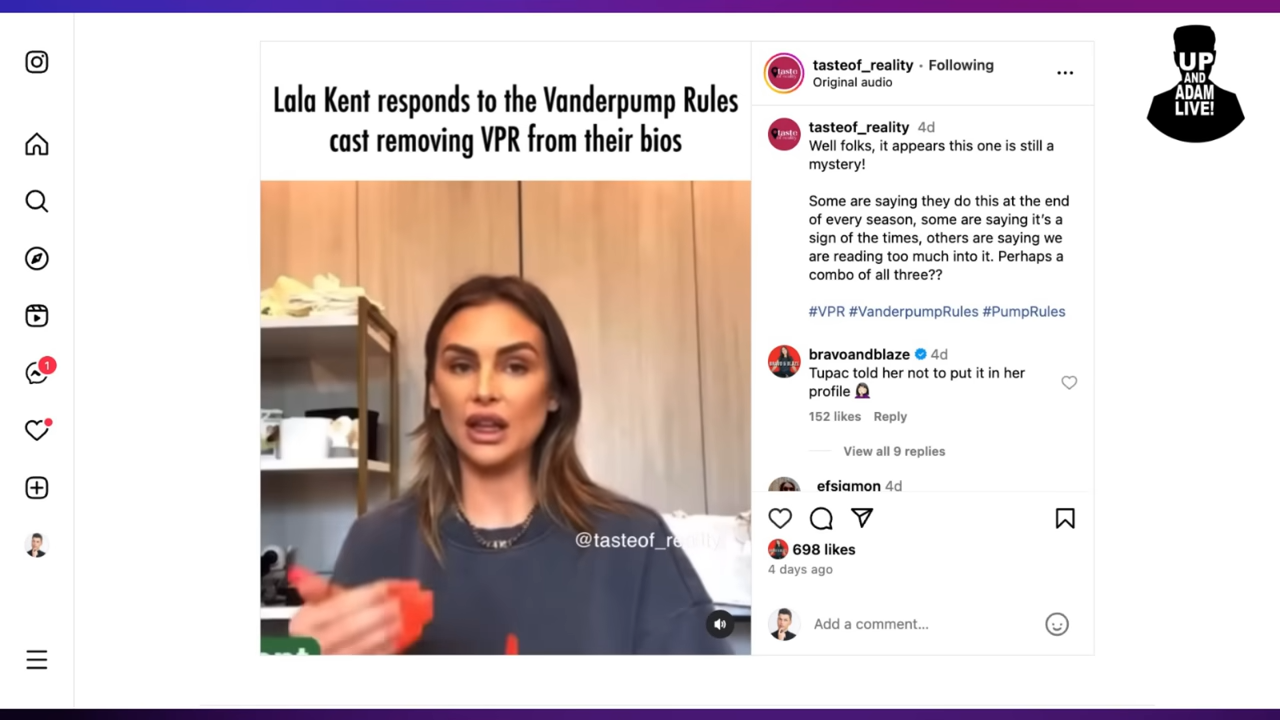 UP
AND
ADAM
LIVE!
Lala Kent responds to the Vanderpump Rules
cast removing VPR from their bios
@tasteof_reality
tasteof_reality · Following
Original audio
tasteof_reality 4d
Well folks, it appears this one is still a
mystery!
Some are saying they do this at the end
of every season, some are saying it's a
sign of the times, others are saying we
are reading too much into it. Perhaps a
combo of all three??
#VPR #VanderpumpRules #PumpRules
bravoandblaze 4d
Tupac told her not to put it in her
profile
152 likes Reply
View all 9 replies
efsigmon 4d
698 likes
4 days ago
Add a comment...
1